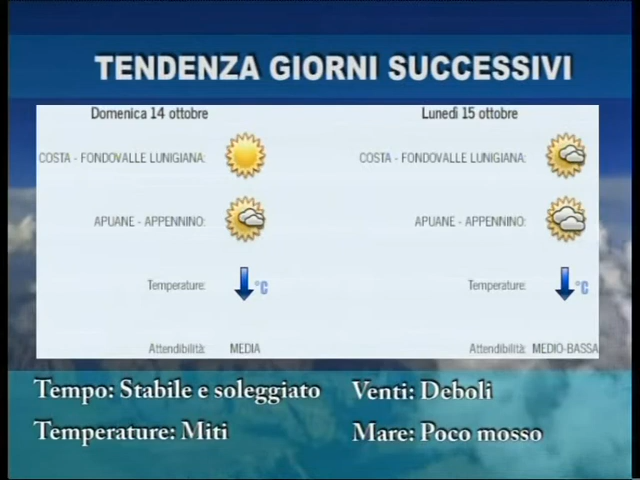 TENDENZA GIORNI SUCCESSIVI
Domenica 14 ottobre
COSTA - FONDOVALLE LUNIGIANA:
APUANE - APPENNINO:
Temperature: °C
Attendibilità: MEDIA
Lunedì 15 ottobre
COSTA - FONDOVALLE LUNIGIANA:
APUANE - APPENNINO:
Temperature: °C
Attendibilità: MEDIO-BASSA
Tempo: Stabile e soleggiato
Temperature: Miti
Venti: Deboli
Mare: Poco mosso